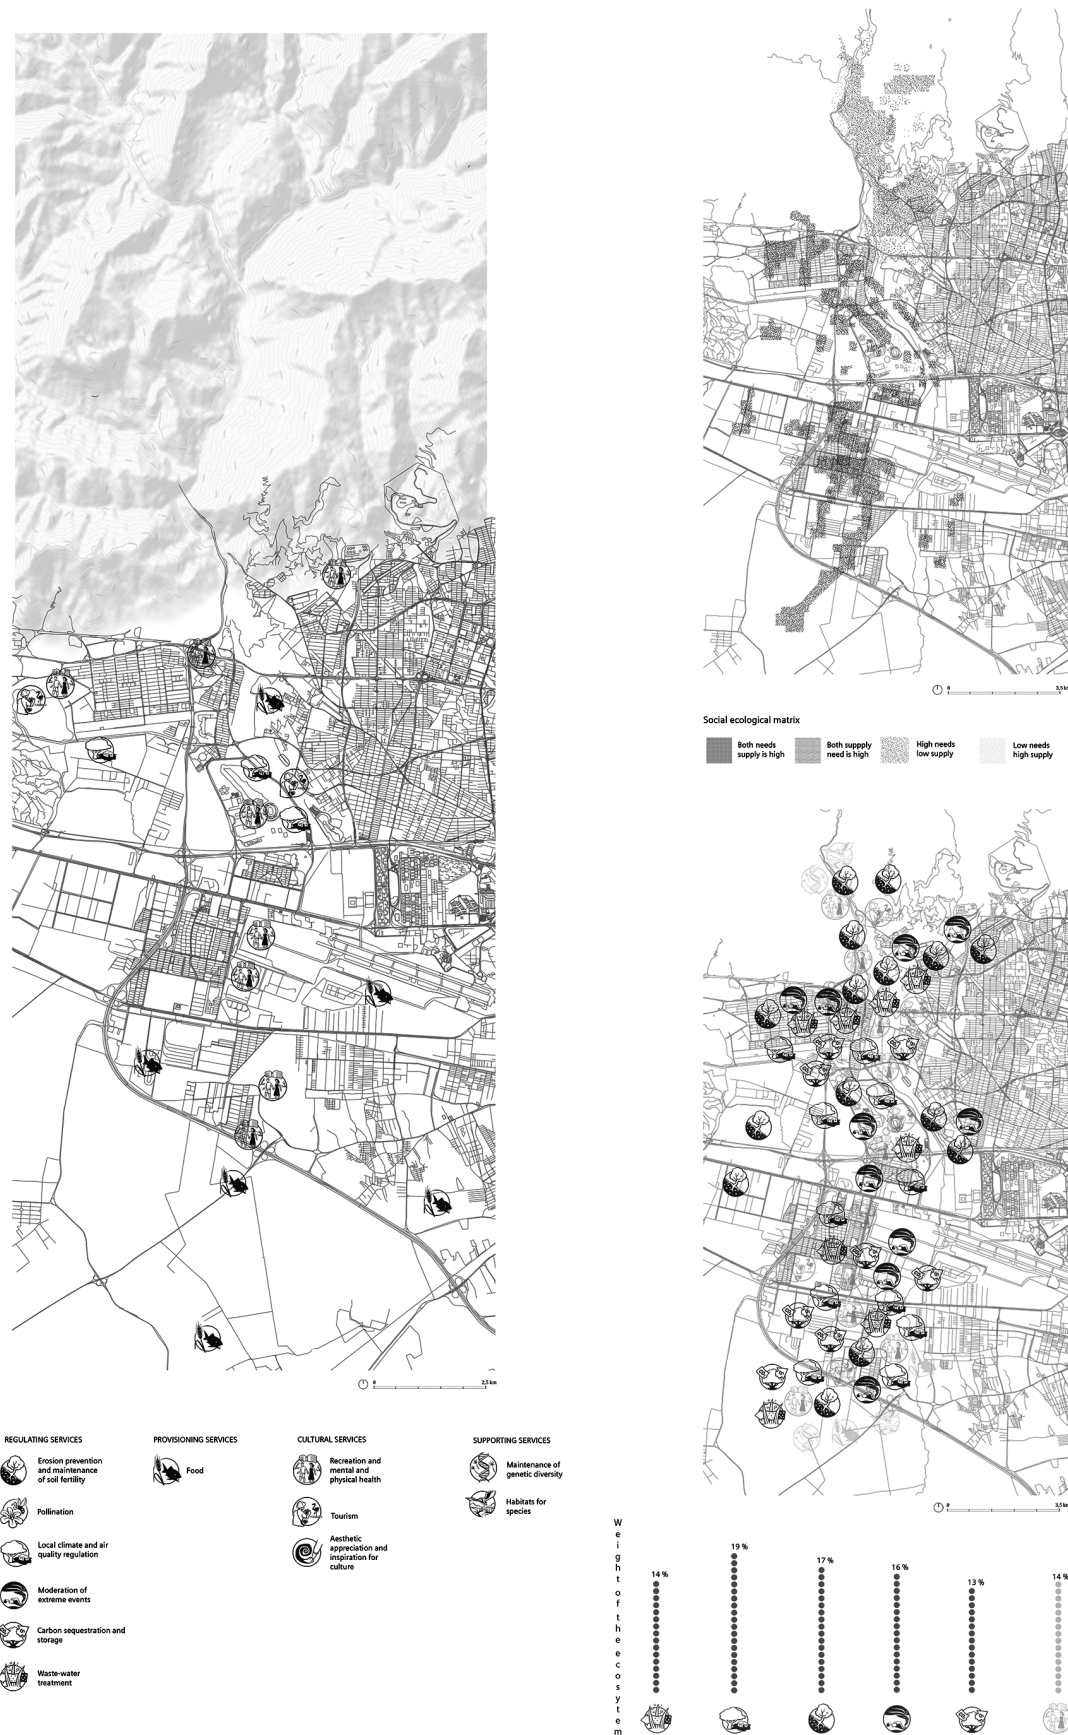 0
3,5 km
Social ecological matrix
Both needs
supply is high
Both suppply
need is high
High needs
low supply
Low needs
high supply
0
2,5 km
REGULATING SERVICES
Erosion prevention
and maintenance
of soil fertility
Pollination
Local climate and air
quality regulation
Moderation of
extreme events
Carbon sequestration and
storage
Waste-water
treatment
PROVISIONING SERVICES
Food
CULTURAL SERVICES
Recreation and
mental and
physical health
Tourism
Aesthetic
appreciation and
inspiration for
culture
SUPPORTING SERVICES
Maintenance of
genetic diversity
Habitats for
species
0
3,5 km
Weight of the ecosystem
14 %
19 %
17 %
16 %
13 %
14 %